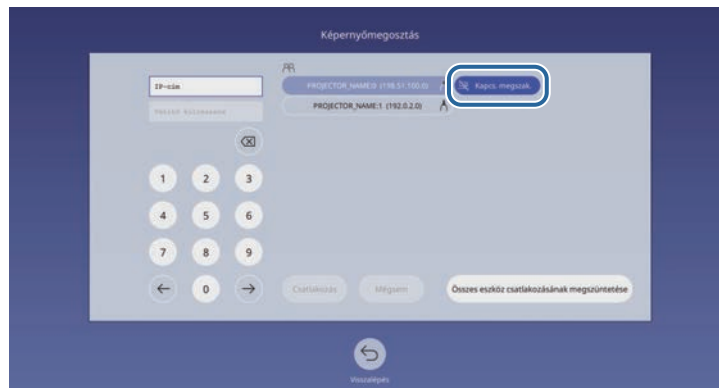 Képernyőmegosztás
IP-cím
PROJECTOR_NAME:0 (198.51.100.0)
Kapcs. megszak.
PROJECTOR_NAME:1 (192.0.2.0)
1 2 3
4 5 6
7 8 9
0
Csatlakozás
Mégsem
Összes eszköz csatlakozásának megszüntetése
Visszalépés